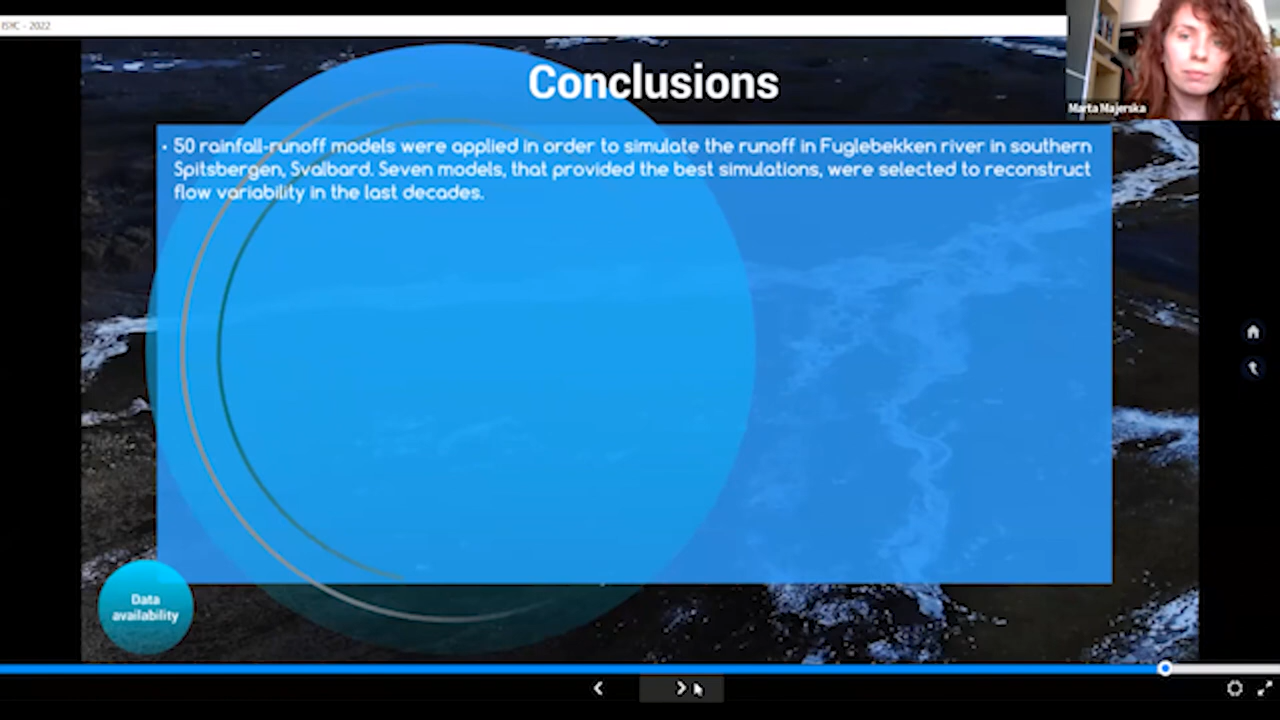 ISYC - 2022
Marta Majerska
Conclusions
• 50 rainfall-runoff models were applied in order to simulate the runoff in Fuglebekken river in southern
Spitsbergen, Svalbard. Seven models, that provided the best simulations, were selected to reconstruct
flow variability in the last decades.
Data
availability